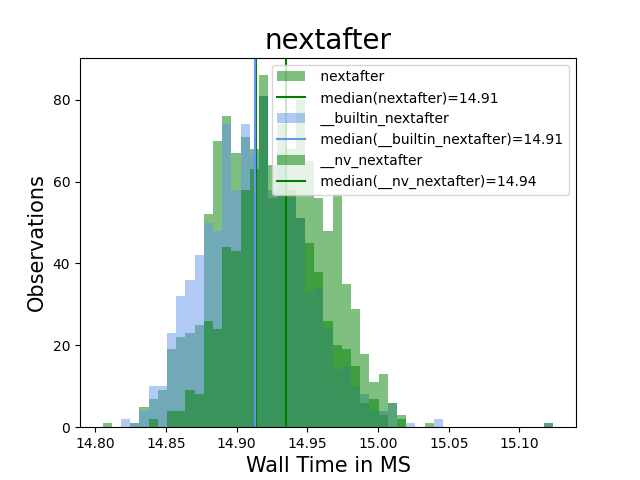 nextafter
nextafter
median(nextafter)=14.91
__builtin_nextafter
median(__builtin_nextafter)=14.91
__nv_nextafter
median(__nv_nextafter)=14.94
Observations
80
60
40
20
0
14.80 14.85 14.90 14.95 15.00 15.05 15.10
Wall Time in MS